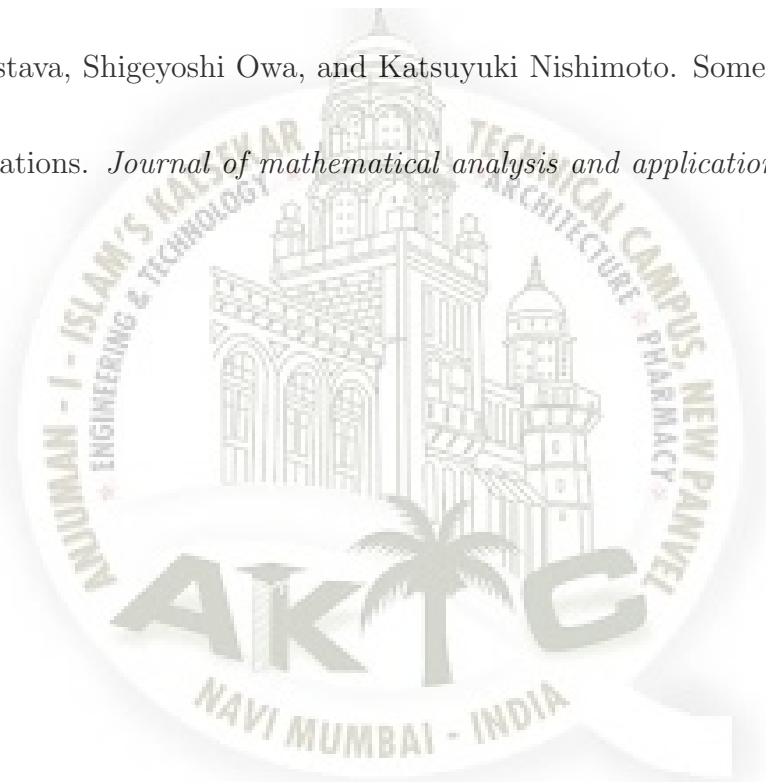 stava, Shigeyoshi Owa, and Katsuyuki Nishimoto. Some
ations. Journal of mathematical analysis and application
ANJUMAN - I - ISLAM'S KALSEKAR TECHNICAL CAMPUS, NEW PANVEL
ENGINEERING & TECHNOLOGY * ARCHITECTURE * PHARMACY *
AKTC
NAVI MUMBAI - INDIA